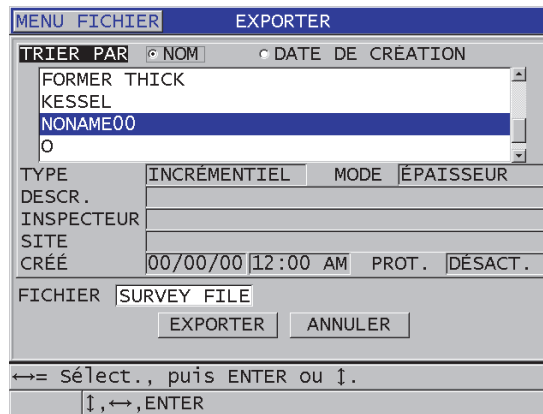 MENU FICHIER EXPORTER
TRIER PAR NOM DATE DE CRÉATION
FORMER THICK
KESSEL
NONAME00
O
TYPE INCRÉMENTIEL MODE ÉPAISSEUR
DESCR.
INSPECTEUR
SITE
CRÉÉ 00/00/00 12:00 AM PROT. DÉSACT.
FICHIER SURVEY FILE
EXPORTER ANNULER
↔= Sélect., puis ENTER ou ↕.
↕,↔,ENTER